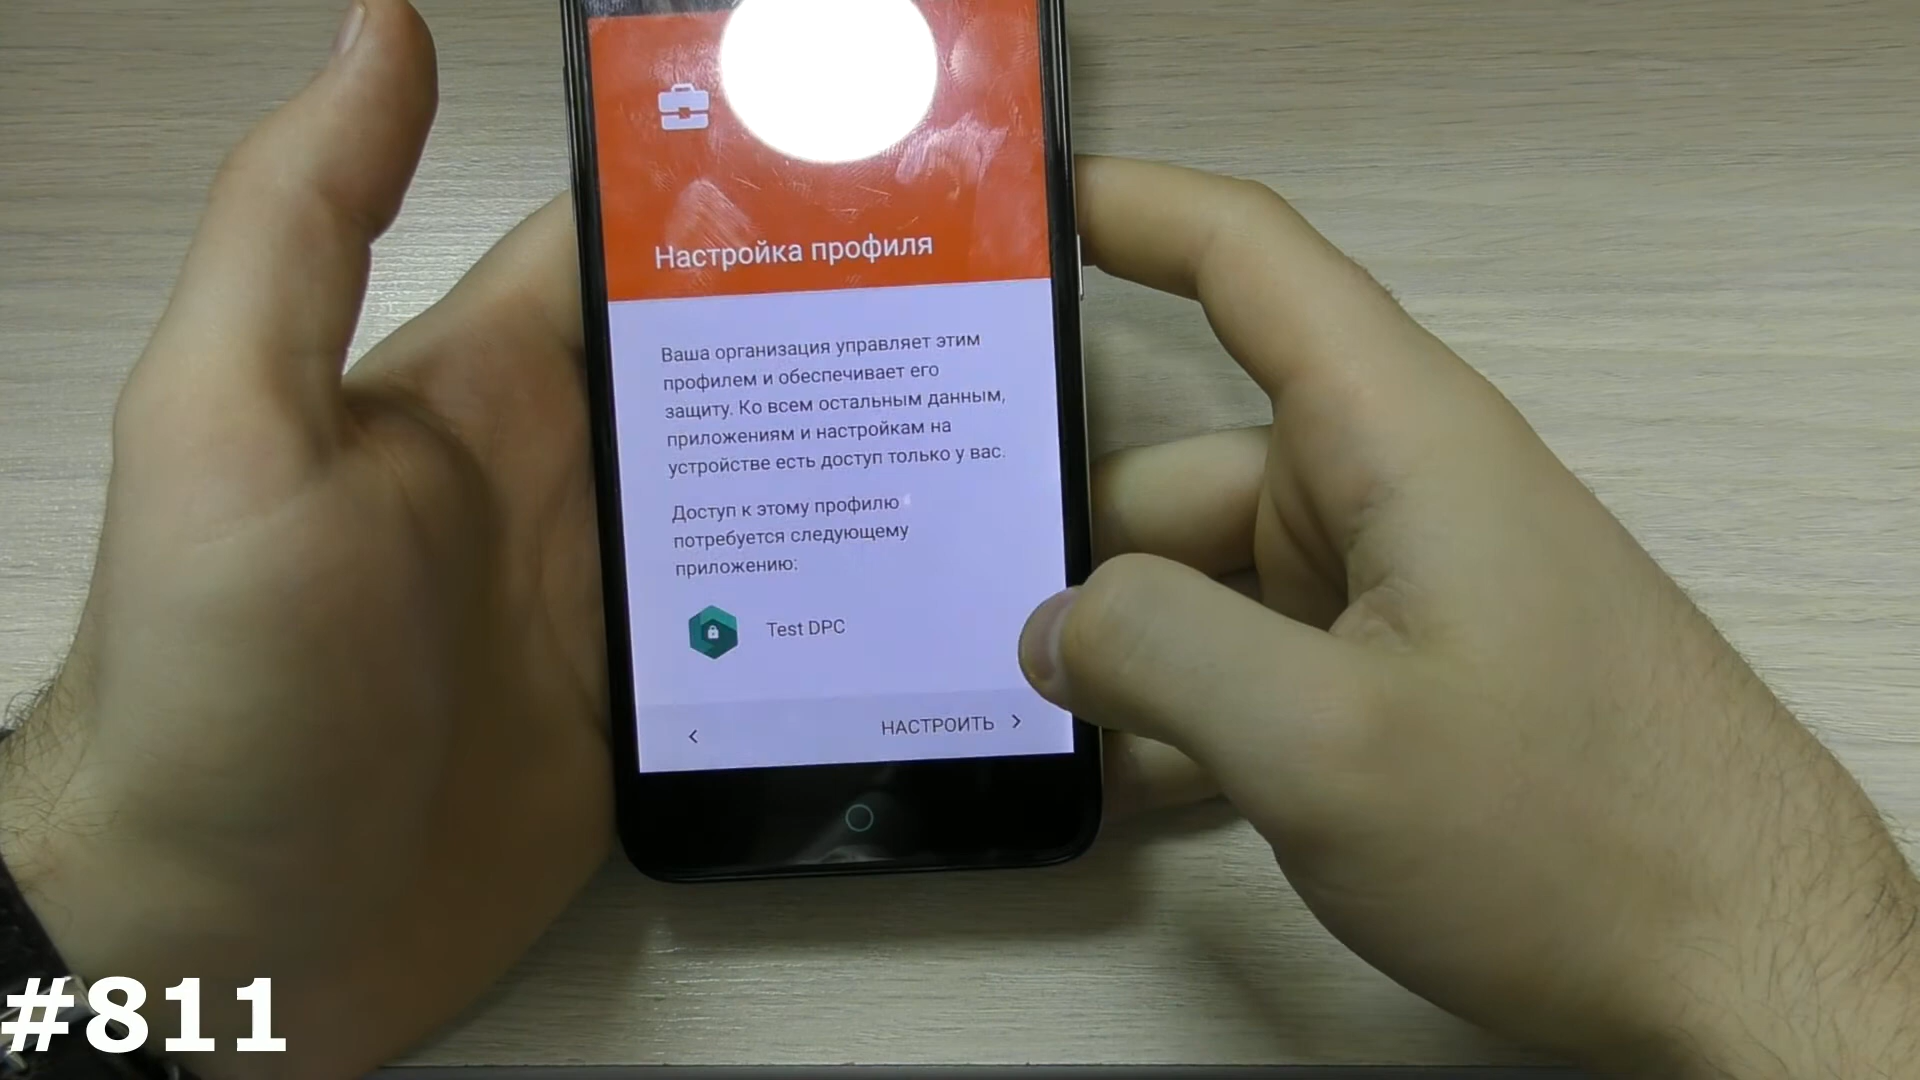 Настройка профиля
Ваша организация управляет этим
профилем и обеспечивает его
защиту. Ко всем остальным данным,
приложениям и настройкам на
устройстве есть доступ только у вас.
Доступ к этому профилю
потребуется следующему
приложению:
Test DPC
НАСТРОИТЬ
#811